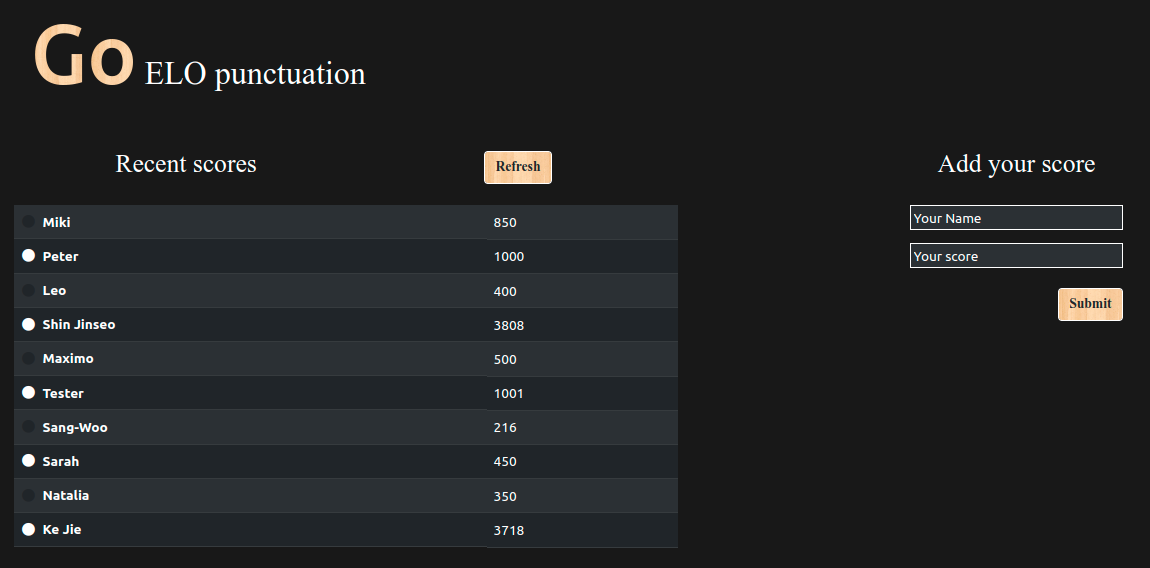 Go ELO punctuation
Recent scores Refresh Add your score
Miki 850
Peter 1000
Leo 400
Shin Jinseo 3808
Maximo 500
Tester 1001
Sang-Woo 216
Sarah 450
Natalia 350
Ke Jie 3718
Your Name
Your score
Submit